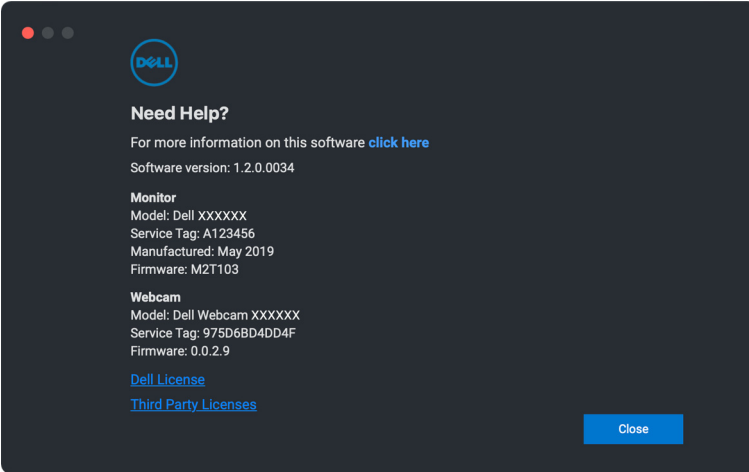 DELL
Need Help?
For more information on this software click here
Software version: 1.2.0.0034
Monitor
Model: Dell XXXXXX
Service Tag: A123456
Manufactured: May 2019
Firmware: M2T103
Webcam
Model: Dell Webcam XXXXXX
Service Tag: 975D6BD4DD4F
Firmware: 0.0.2.9
Dell License
Third Party Licenses
Close